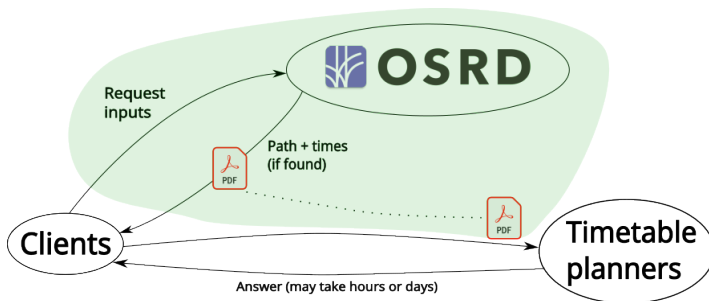 OSRD
Request
inputs
Path + times
(if found)
PDF
PDF
Clients
Timetable
planners
Answer (may take hours or days)